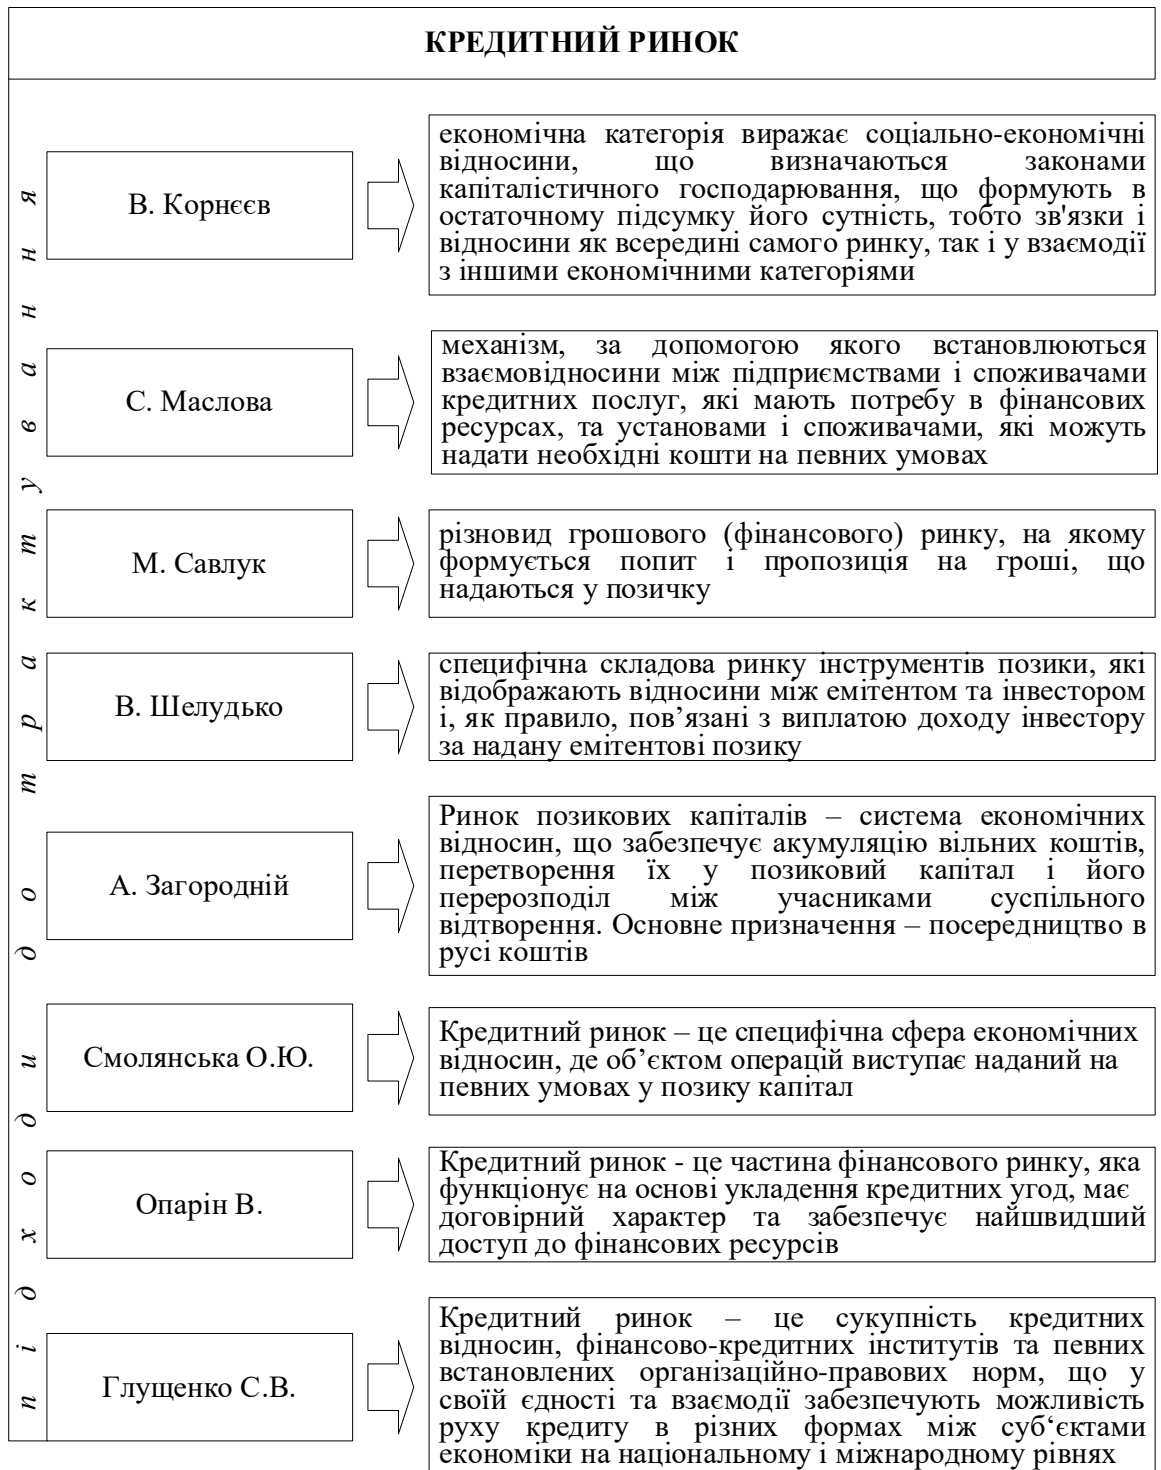 КРЕДИТНИЙ РИНОК
підходи до трактування
В. Корнєєв
економічна категорія виражає соціально-економічні
відносини, що визначаються законами
капіталістичного господарювання, що формують в
остаточному підсумку його сутність, тобто зв'язки і
відносини як всередині самого ринку, так і у взаємодії
з іншими економічними категоріями
С. Маслова
механізм, за допомогою якого встановлюються
взаємовідносини між підприємствами і споживачами
кредитних послуг, які мають потребу в фінансових
ресурсах, та установами і споживачами, які можуть
надати необхідні кошти на певних умовах
М. Савлук
різновид грошового (фінансового) ринку, на якому
формується попит і пропозиція на гроші, що
надаються у позичку
В. Шелудько
специфічна складова ринку інструментів позики, які
відображають відносини між емітентом та інвестором
і, як правило, пов’язані з виплатою доходу інвестору
за надану емітентові позику
А. Загородній
Ринок позикових капіталів – система економічних
відносин, що забезпечує акумуляцію вільних коштів,
перетворення їх у позиковий капітал і його
перерозподіл між учасниками суспільного
відтворення. Основне призначення – посередництво в
русі коштів
Смолянська О.Ю.
Кредитний ринок – це специфічна сфера економічних
відносин, де об’єктом операцій виступає наданий на
певних умовах у позику капітал
Опарін В.
Кредитний ринок - це частина фінансового ринку, яка
функціонує на основі укладення кредитних угод, має
договірний характер та забезпечує найшвидший
доступ до фінансових ресурсів
Глущенко С.В.
Кредитний ринок – це сукупність кредитних
відносин, фінансово-кредитних інститутів та певних
встановлених організаційно-правових норм, що у
своїй єдності та взаємодії забезпечують можливість
руху кредиту в різних формах між суб‘єктами
економіки на національному і міжнародному рівнях